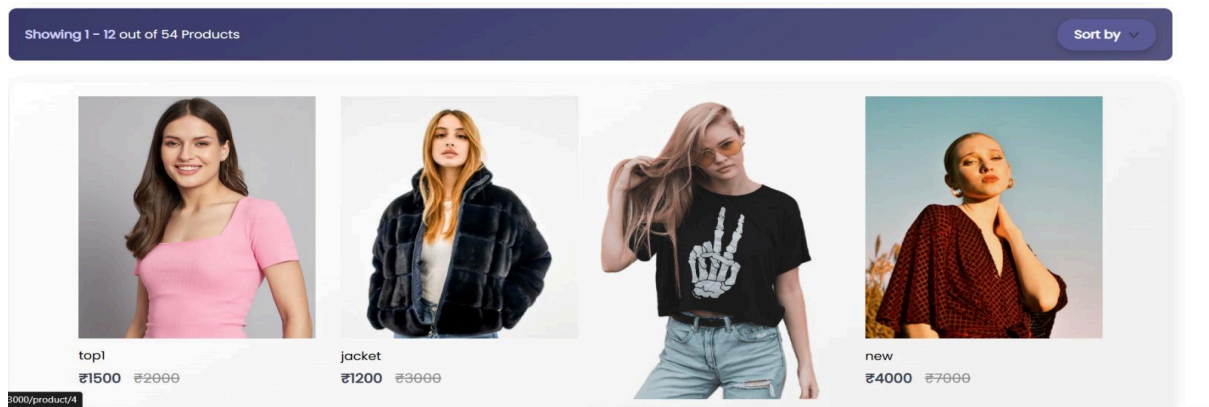 Showing 1 - 12 out of 54 Products
Sort by
top1
₹1500 ₹2000
jacket
₹1200 ₹3000
new
₹4000 ₹7000
3000/product/4